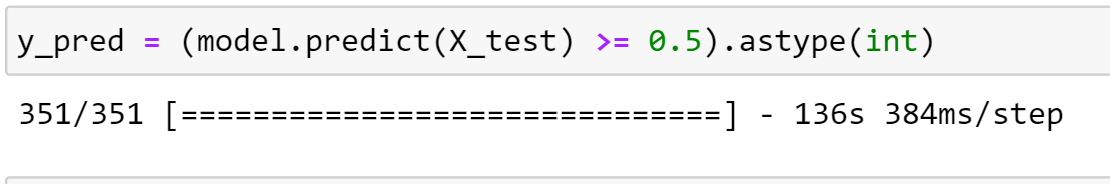 y_pred = (model.predict(X_test) >= 0.5).astype(int)
351/351 [==============================] - 136s 384ms/step